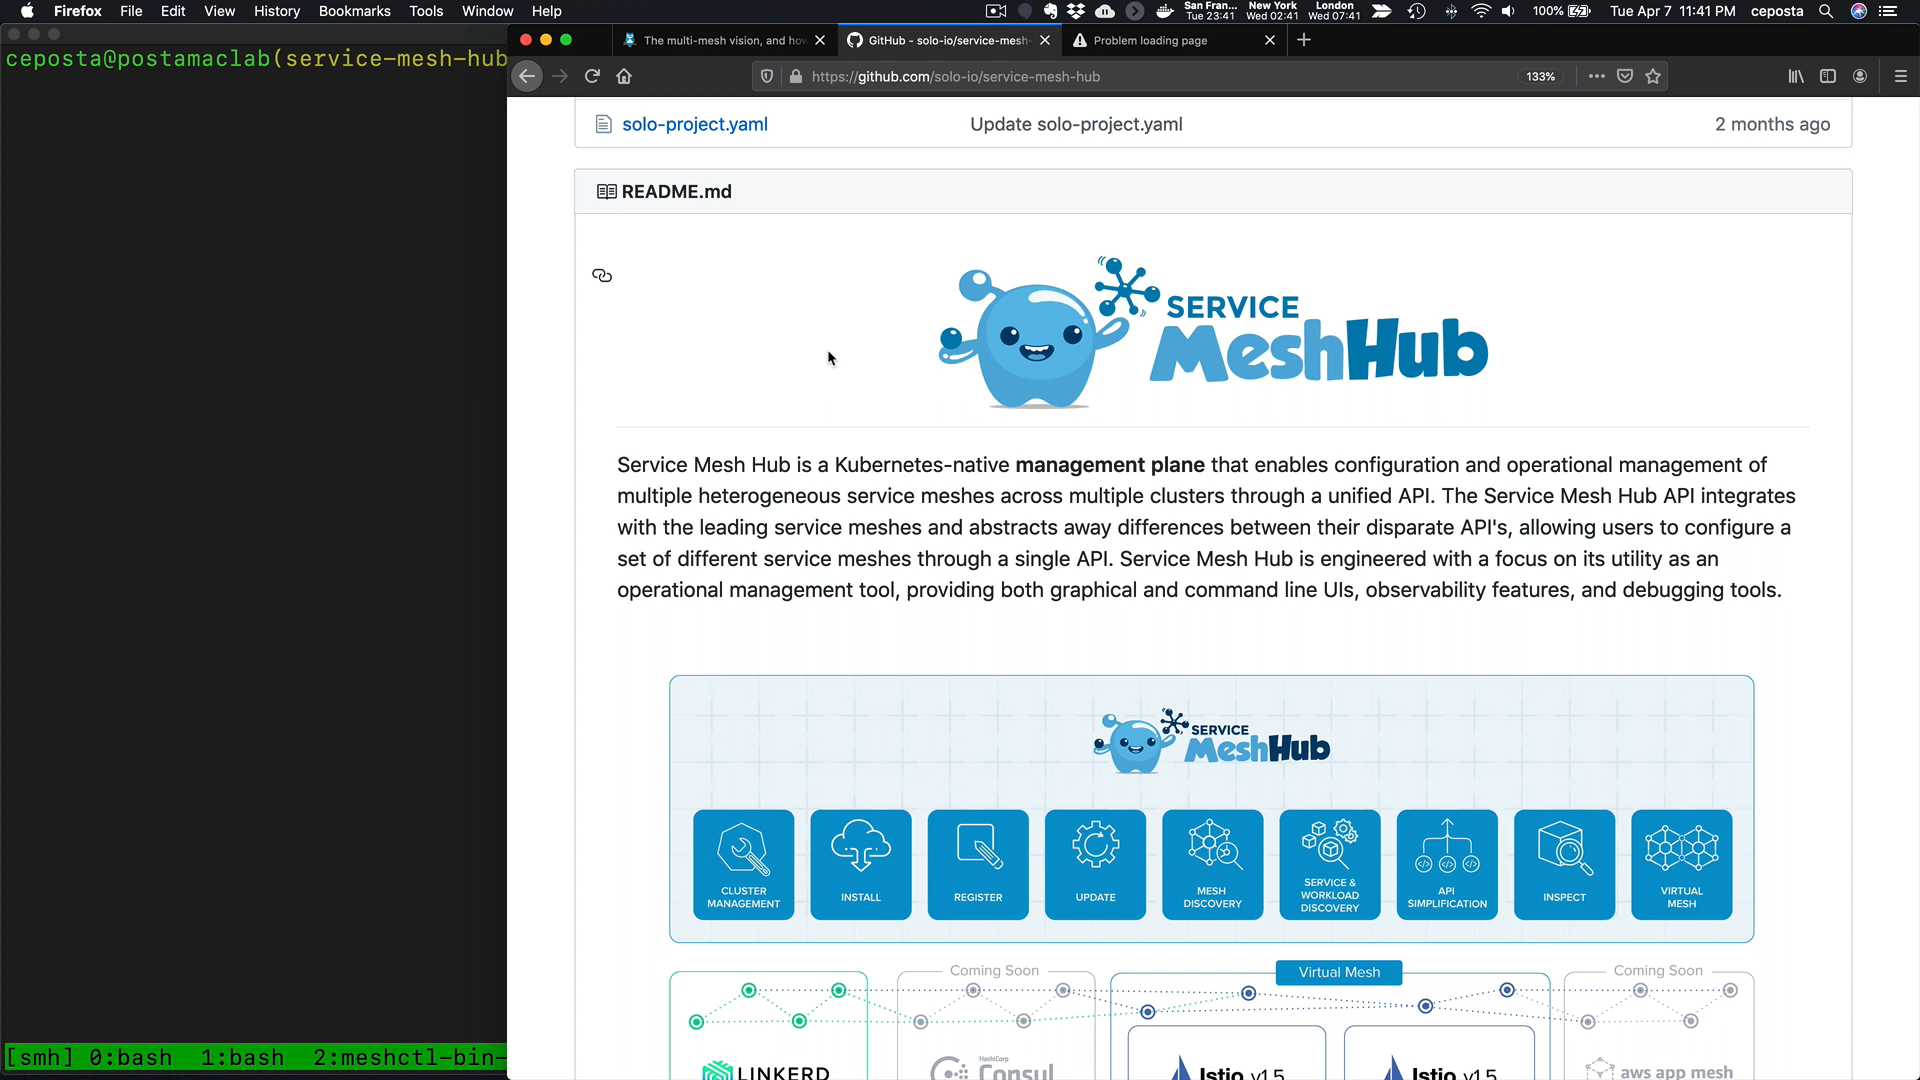 Firefox File Edit View History Bookmarks Tools Window Help
San Fran... Tue 23:41 New York Wed 02:41 London Wed 07:41 100% Tue Apr 7 11:41 PM ceposta
ceposta@postamaclab(service-mesh-hub
The multi-mesh vision, and how
GitHub - solo-io/service-mesh-
Problem loading page
https://github.com/solo-io/service-mesh-hub
133%
solo-project.yaml Update solo-project.yaml 2 months ago
README.md
SERVICE
MeshHub
Service Mesh Hub is a Kubernetes-native management plane that enables configuration and operational management of
multiple heterogeneous service meshes across multiple clusters through a unified API. The Service Mesh Hub API integrates
with the leading service meshes and abstracts away differences between their disparate API's, allowing users to configure a
set of different service meshes through a single API. Service Mesh Hub is engineered with a focus on its utility as an
operational management tool, providing both graphical and command line UIs, observability features, and debugging tools.
SERVICE
MeshHub
CLUSTER
MANAGEMENT
INSTALL
REGISTER
UPDATE
MESH
DISCOVERY
SERVICE &
WORKLOAD
DISCOVERY
API
SIMPLIFICATION
INSPECT
VIRTUAL
MESH
Coming Soon
Virtual Mesh
Coming Soon
LINKERD
HashiCorp
Consul
Istio v1.5
Istio v1.5
aws app mesh
[smh] 0:bash 1:bash 2:meshctl-bin-